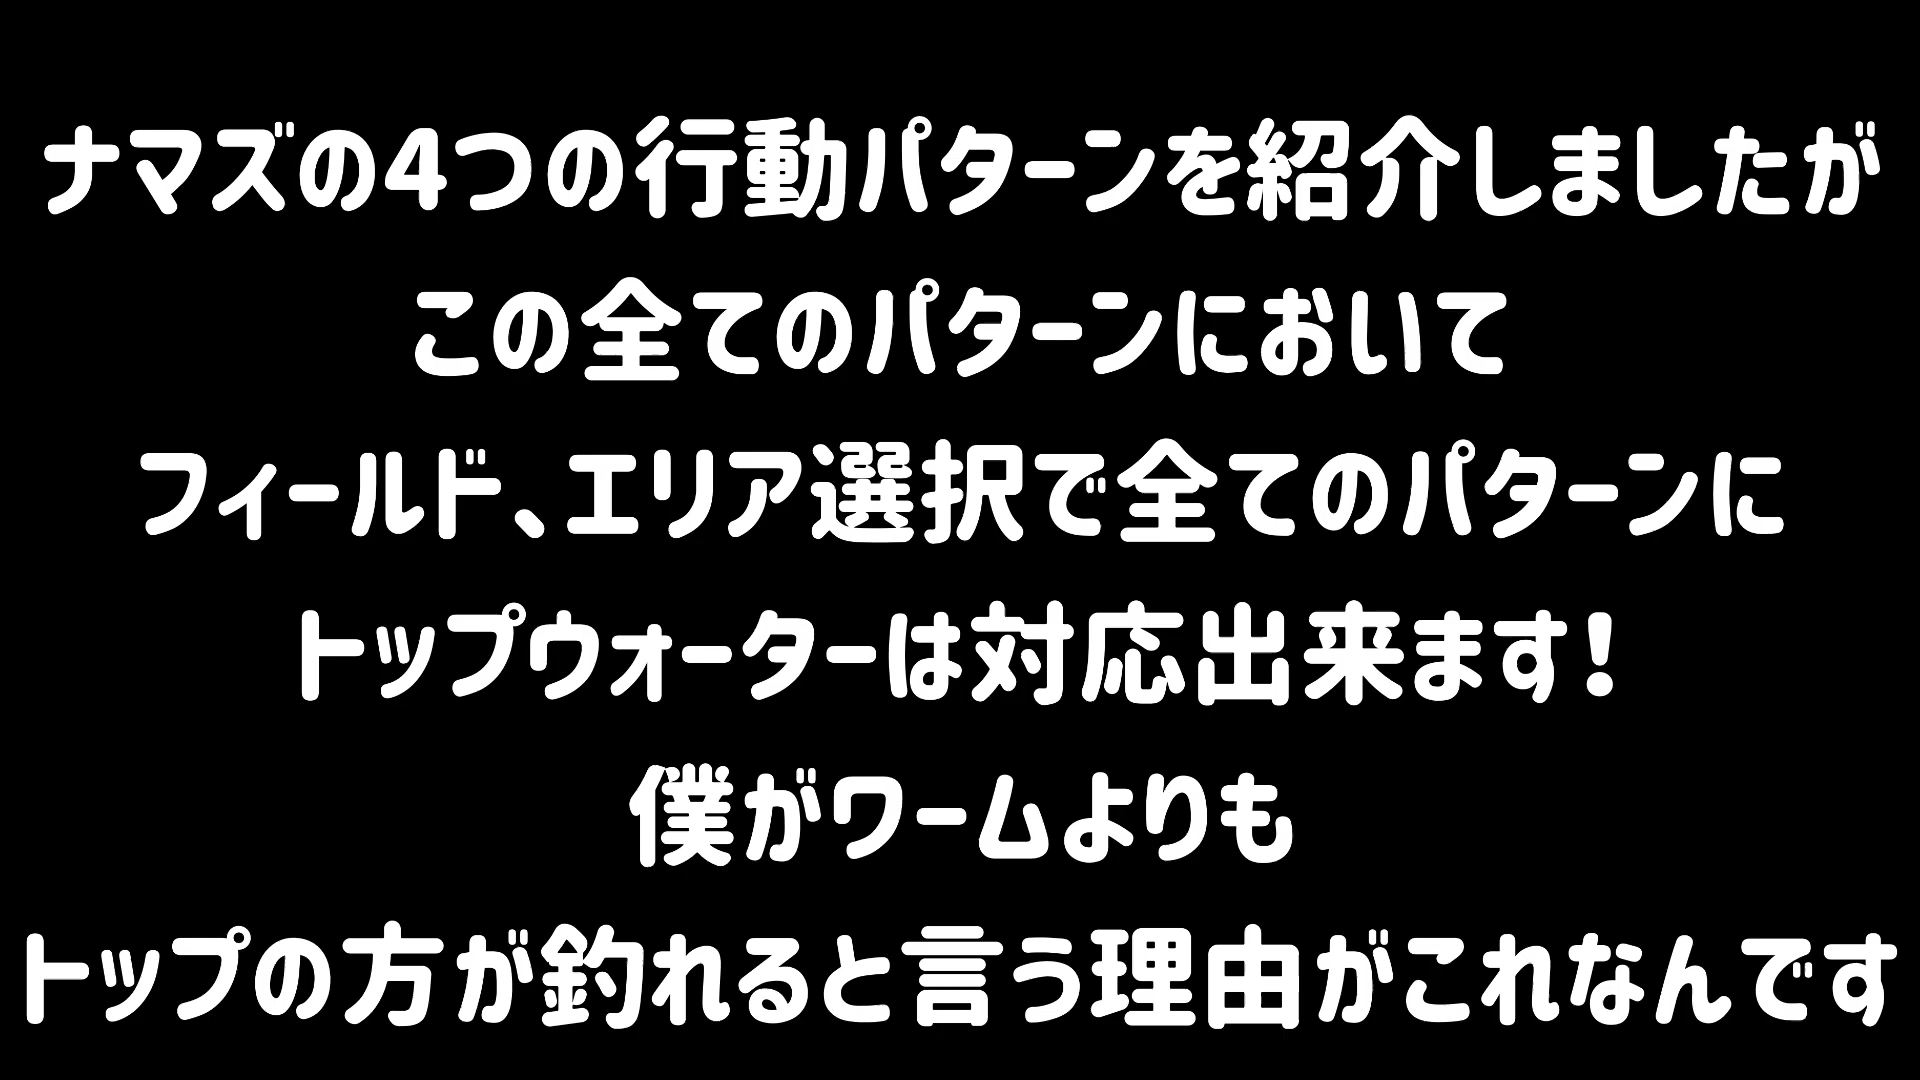 ナマズの4つの行動パターンを紹介しましたが
この全てのパターンにおいて
フィールド、エリア選択で全てのパターンに
トップウォーターは対応出来ます!
僕がワームよりも
トップの方が釣れると言う理由がこれなんです